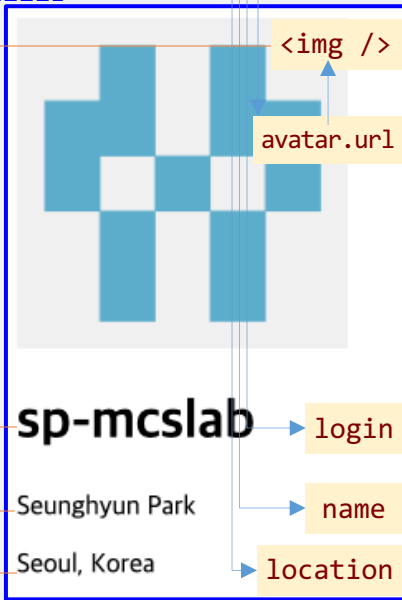 <img />
avatar.url
sp-mcslab
login
Seunghyun Park
name
Seoul, Korea
location